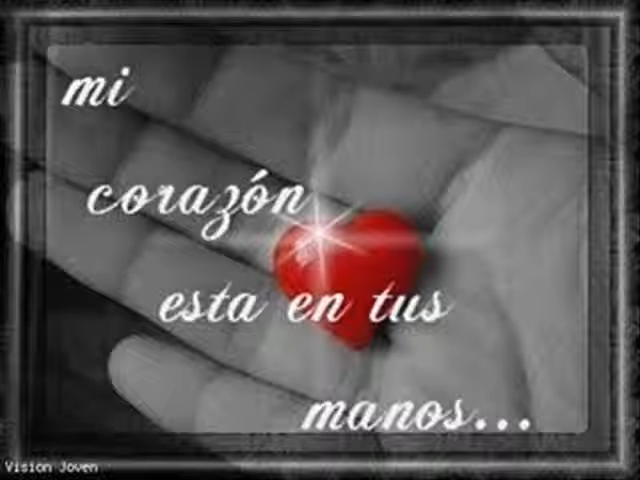 mi
corazón
esta en tus
manos...
Vision Joven